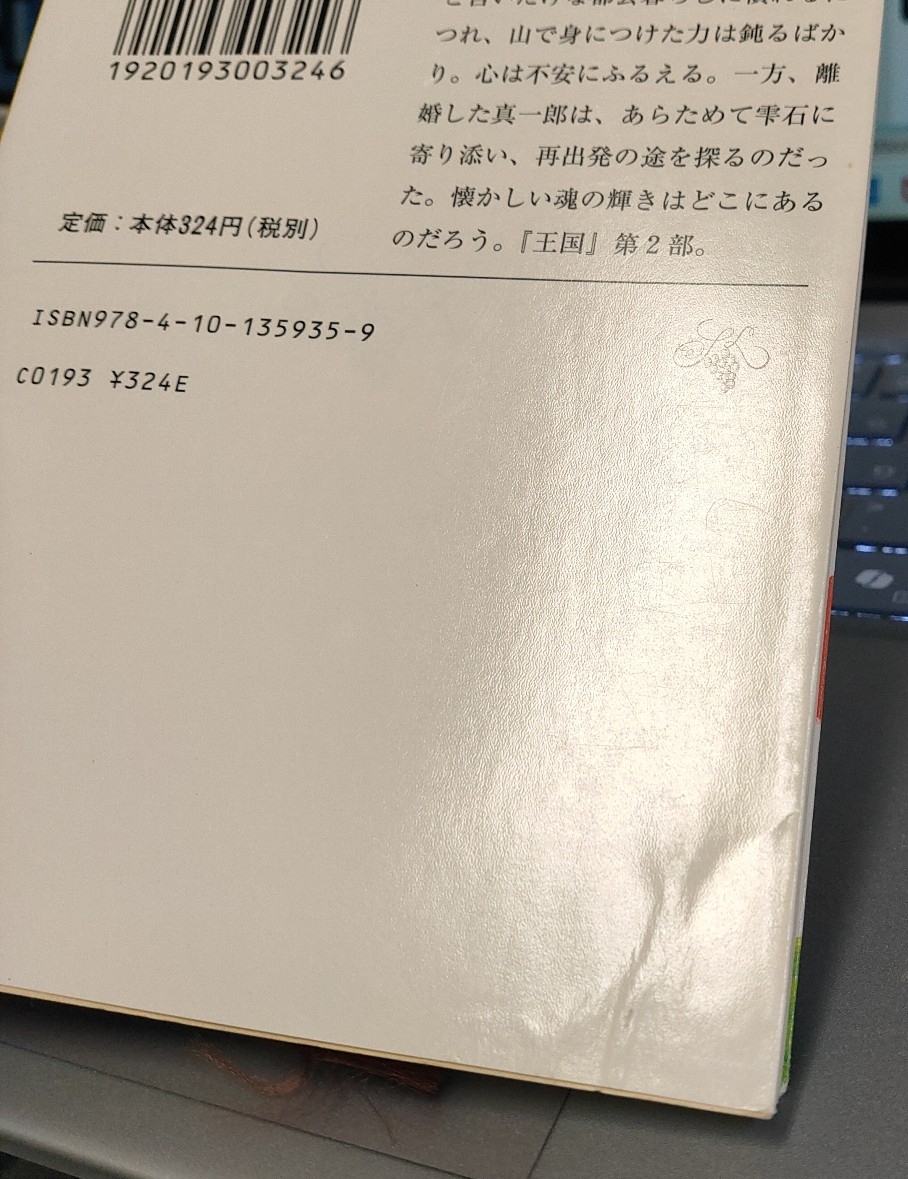 1920193003246
定価：本体324円（税別）
ISBN978-4-10-135935-9
C0193 ¥324E
つれ、山で身につけた力は鈍るばか
り。心は不安にふるえる。一方、離
婚した真一郎は、あらためて雫石に
寄り添い、再出発の途を探るのだっ
た。懐かしい魂の輝きはどこにある
のだろう。『王国』第２部。